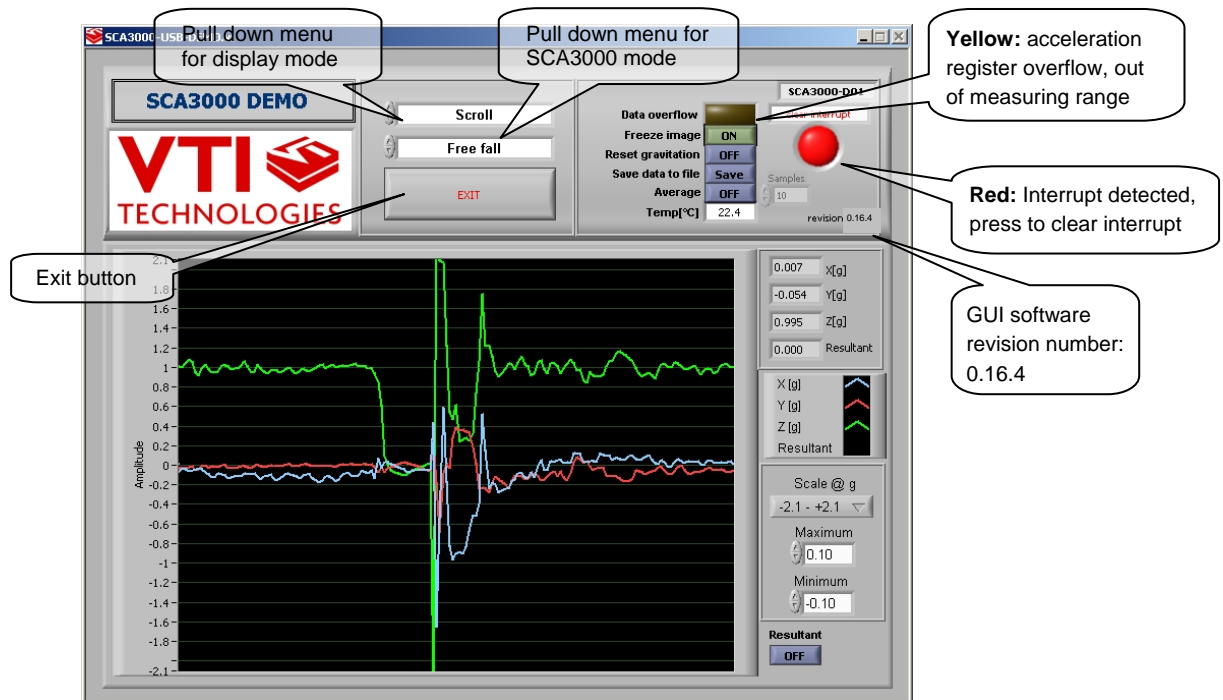 Pull down menu
for display mode
Pull down menu for
SCA3000 mode
Yellow: acceleration
register overflow, out
of measuring range
Red: Interrupt detected,
press to clear interrupt
GUI software
revision number:
0.16.4
Exit button
SCA3000 DEMO
VTI
TECHNOLOGIES
Scroll
Free fall
EXIT
SCA3000-D01
Data overflow
clear interrupt
Freeze image ON
Reset gravitation OFF
Save data to file Save
Average OFF
Temp[°C] 22.4
Samples
10
revision 0.16.4
Amplitude
2.1
1.8
1.6
1.4
1.2
1
0.8
0.6
0.4
0.2
0
-0.2
-0.4
-0.6
-0.8
-1
-1.2
-1.4
-1.6
-1.8
-2.1
0.007 X[g]
-0.054 Y[g]
0.995 Z[g]
0.000 Resultant
X [g]
Y [g]
Z [g]
Resultant
Scale @ g
-2.1 - +2.1
Maximum
0.10
Minimum
-0.10
Resultant
OFF